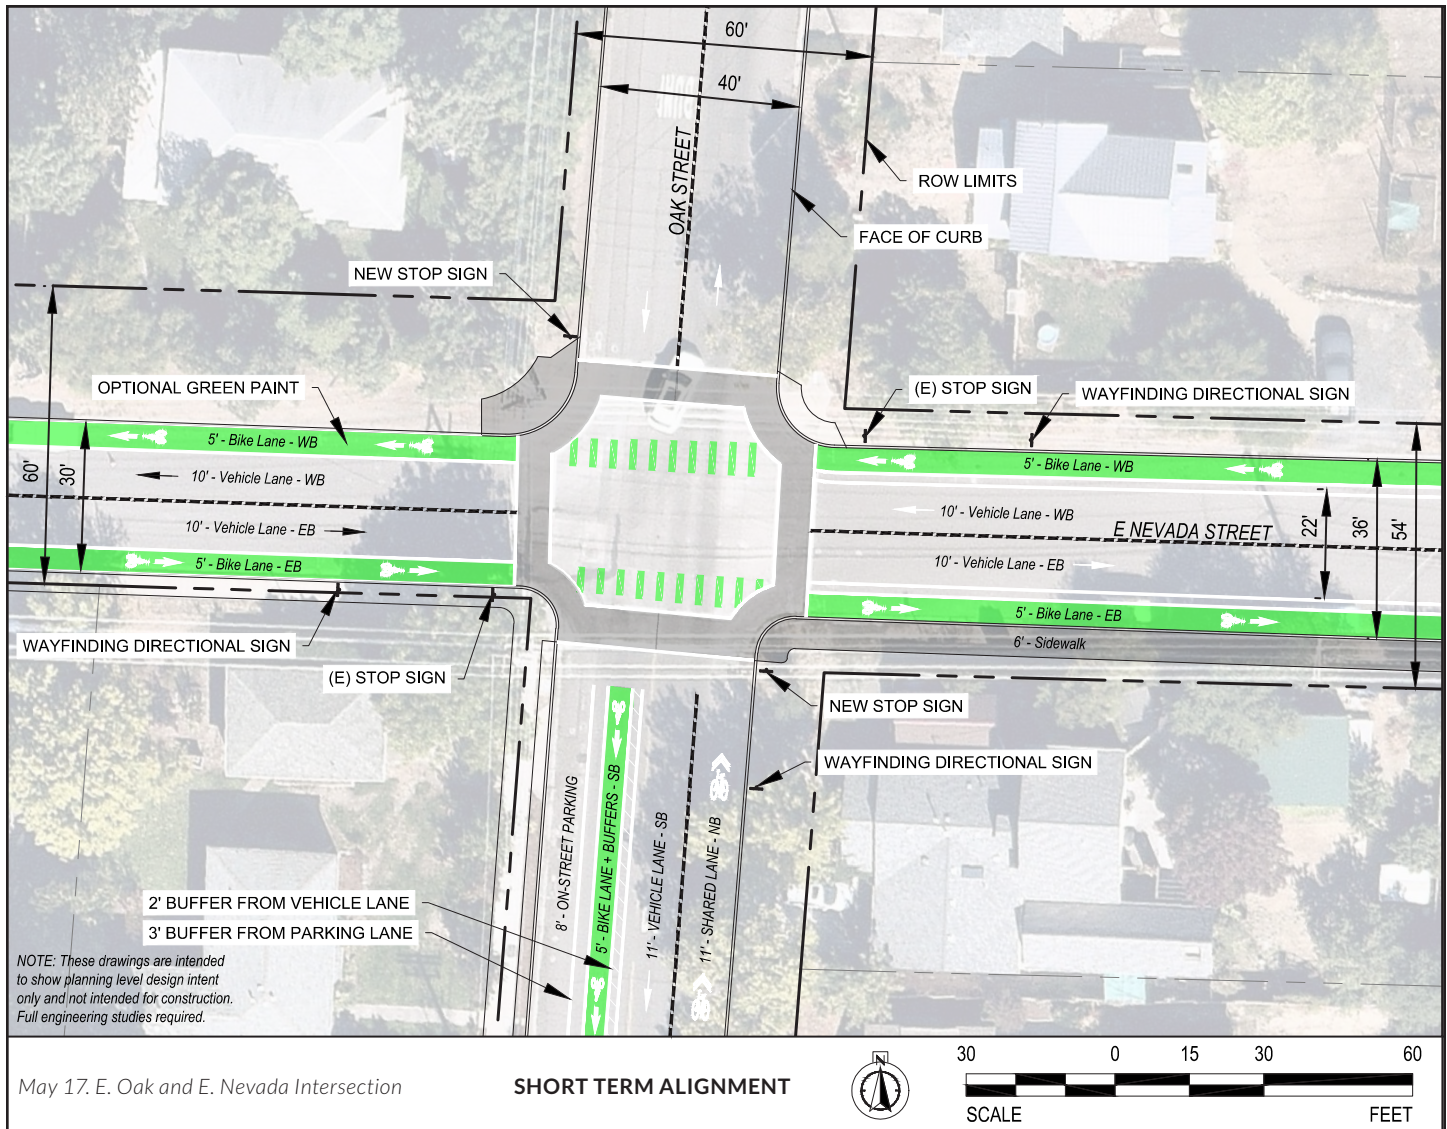 60'
40'
OAK STREET
ROW LIMITS
FACE OF CURB
NEW STOP SIGN
OPTIONAL GREEN PAINT
(E) STOP SIGN
WAYFINDING DIRECTIONAL SIGN
60'
30'
5' - Bike Lane - WB
10' - Vehicle Lane - WB
10' - Vehicle Lane - EB
5' - Bike Lane - EB
5' - Bike Lane - WB
10' - Vehicle Lane - WB
E NEVADA STREET
10' - Vehicle Lane - EB
5' - Bike Lane - EB
6' - Sidewalk
22'
36'
54'
WAYFINDING DIRECTIONAL SIGN
(E) STOP SIGN
NEW STOP SIGN
WAYFINDING DIRECTIONAL SIGN
8' - ON-STREET PARKING
5' - BIKE LANE + BUFFERS - SB
11' - VEHICLE LANE - SB
11' - SHARED LANE - NB
2' BUFFER FROM VEHICLE LANE
3' BUFFER FROM PARKING LANE
NOTE: These drawings are intended
to show planning level design intent
only and not intended for construction.
Full engineering studies required.
May 17. E. Oak and E. Nevada Intersection
SHORT TERM ALIGNMENT
N
30 0 15 30 60
SCALE FEET